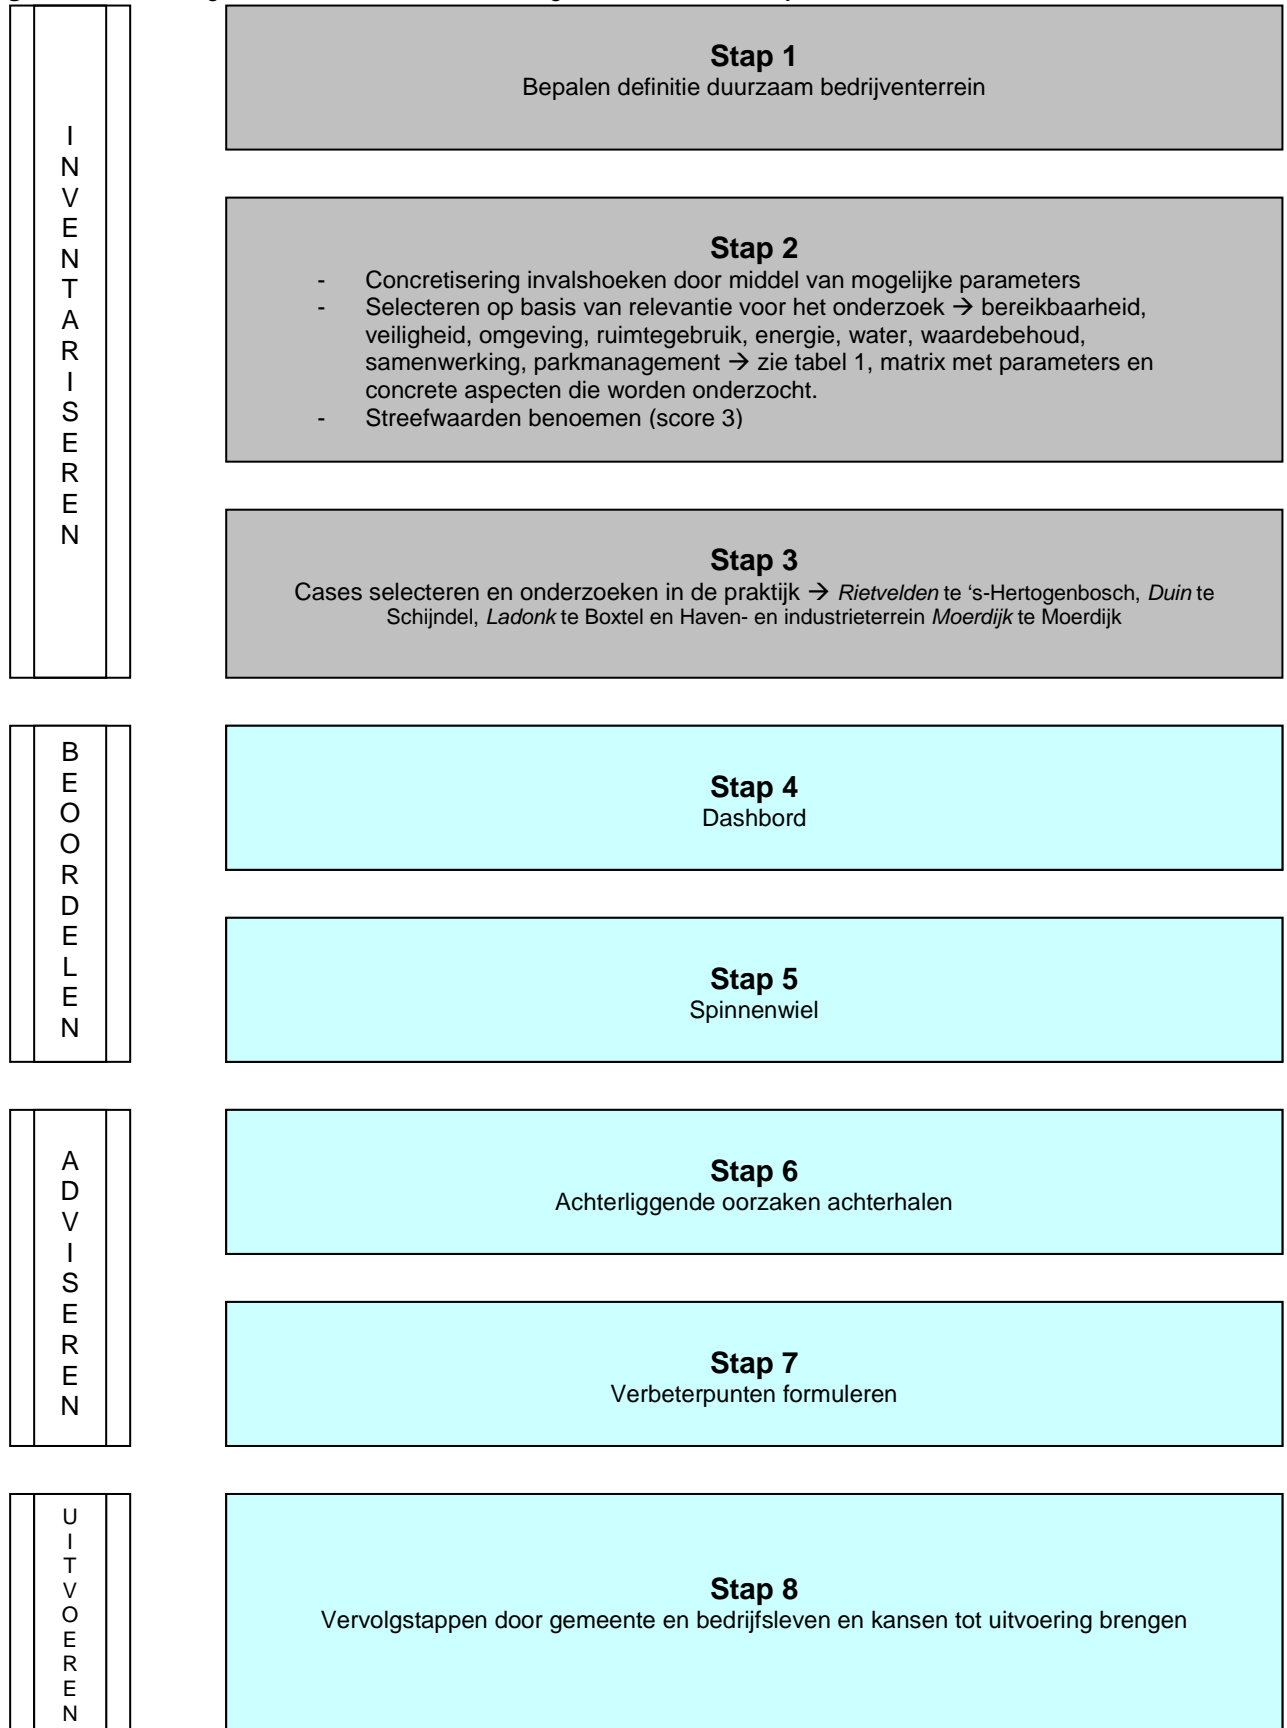 INVENTARISEREN
Stap 1
Bepalen definitie duurzaam bedrijventerrein
Stap 2
- Concretisering invalshoeken door middel van mogelijke parameters
- Selecteren op basis van relevantie voor het onderzoek → bereikbaarheid,
veiligheid, omgeving, ruimtegebruik, energie, water, waardebehoud,
samenwerking, parkmanagement → zie tabel 1, matrix met parameters en
concrete aspecten die worden onderzocht.
- Streefwaarden benoemen (score 3)
Stap 3
Cases selecteren en onderzoeken in de praktijk → Rietvelden te ‘s-Hertogenbosch, Duin te
Schijndel, Ladonk te Boxtel en Haven- en industrieterrein Moerdijk te Moerdijk
BEOORDELEN
Stap 4
Dashbord
Stap 5
Spinnenwiel
ADVISEREN
Stap 6
Achterliggende oorzaken achterhalen
Stap 7
Verbeterpunten formuleren
UITVOEREN
Stap 8
Vervolgstappen door gemeente en bedrijfsleven en kansen tot uitvoering brengen